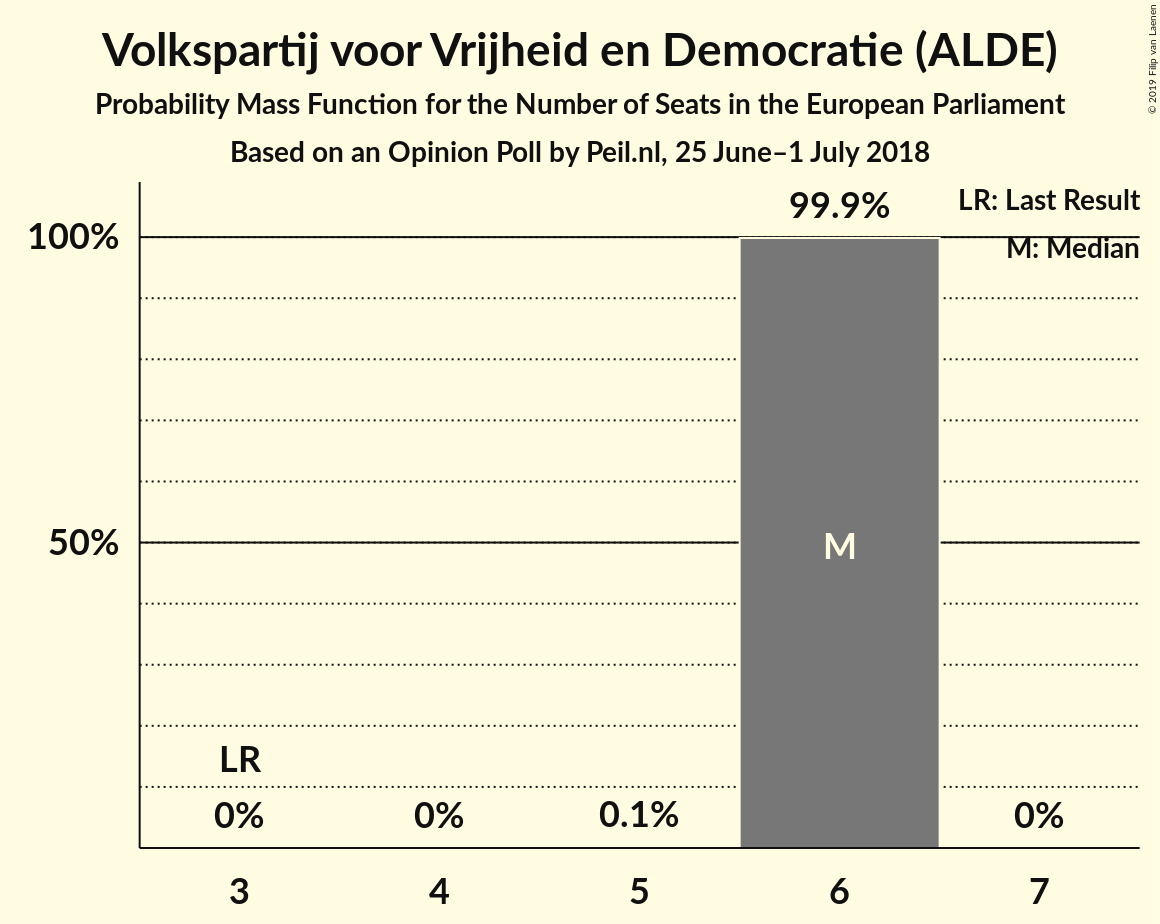 Volkspartij voor Vrijheid en Democratie (ALDE)
Probability Mass Function for the Number of Seats in the European Parliament
Based on an Opinion Poll by Peil.nl, 25 June–1 July 2018
© 2019 Filip van Laenen
LR: Last Result
M: Median
100%
50%
99.9%
M
LR
0%
0%
0.1%
0%
3
4
5
6
7